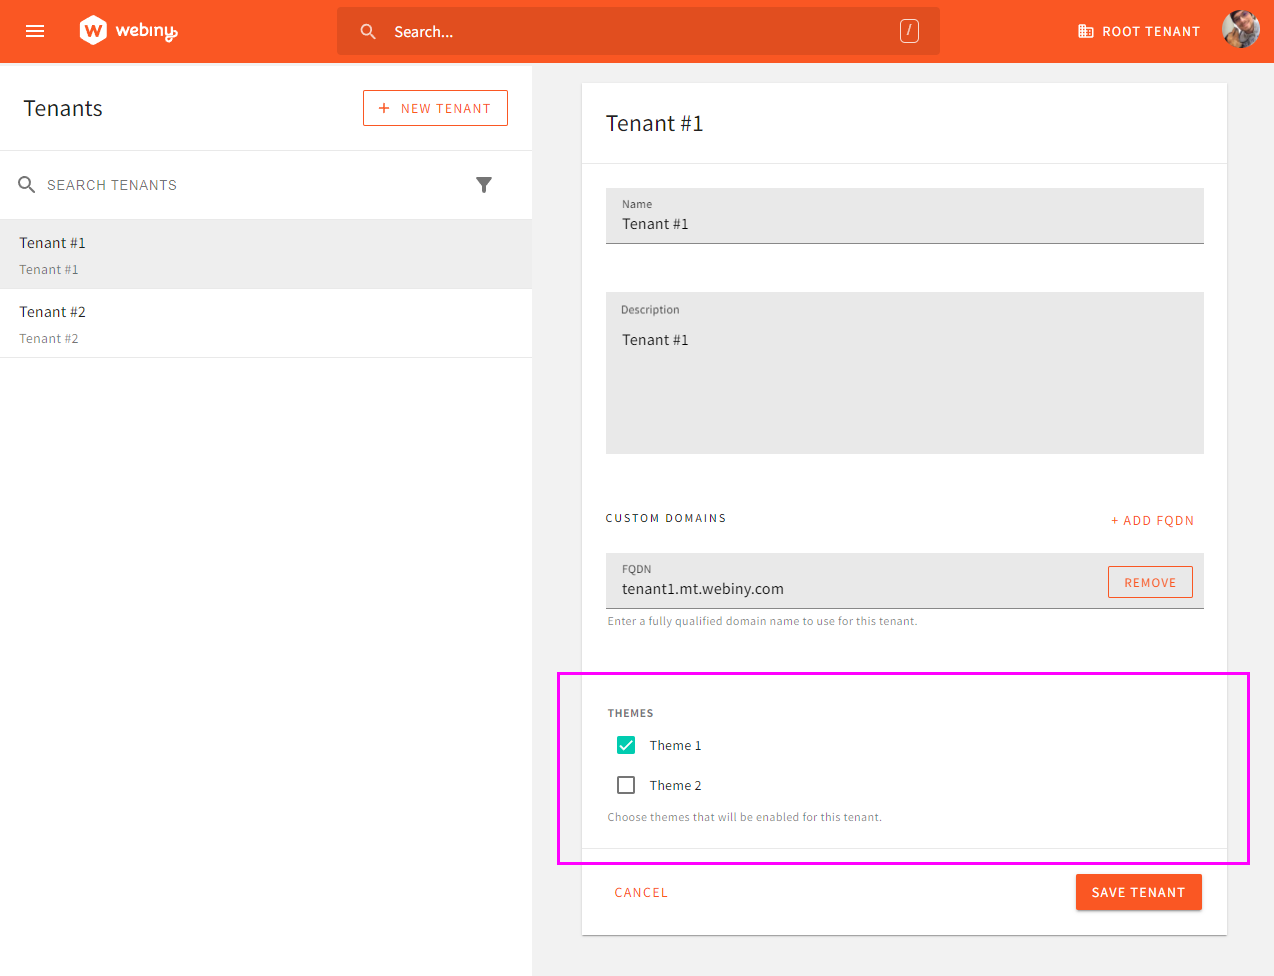 webiny
Search...
/
ROOT TENANT
Tenants
+ NEW TENANT
SEARCH TENANTS
Tenant #1
Tenant #1
Tenant #2
Tenant #2
Tenant #1
Name
Tenant #1
Description
Tenant #1
CUSTOM DOMAINS
+ ADD FQDN
FQDN
tenant1.mt.webiny.com
REMOVE
Enter a fully qualified domain name to use for this tenant.
THEMES
Theme 1
Theme 2
Choose themes that will be enabled for this tenant.
CANCEL
SAVE TENANT